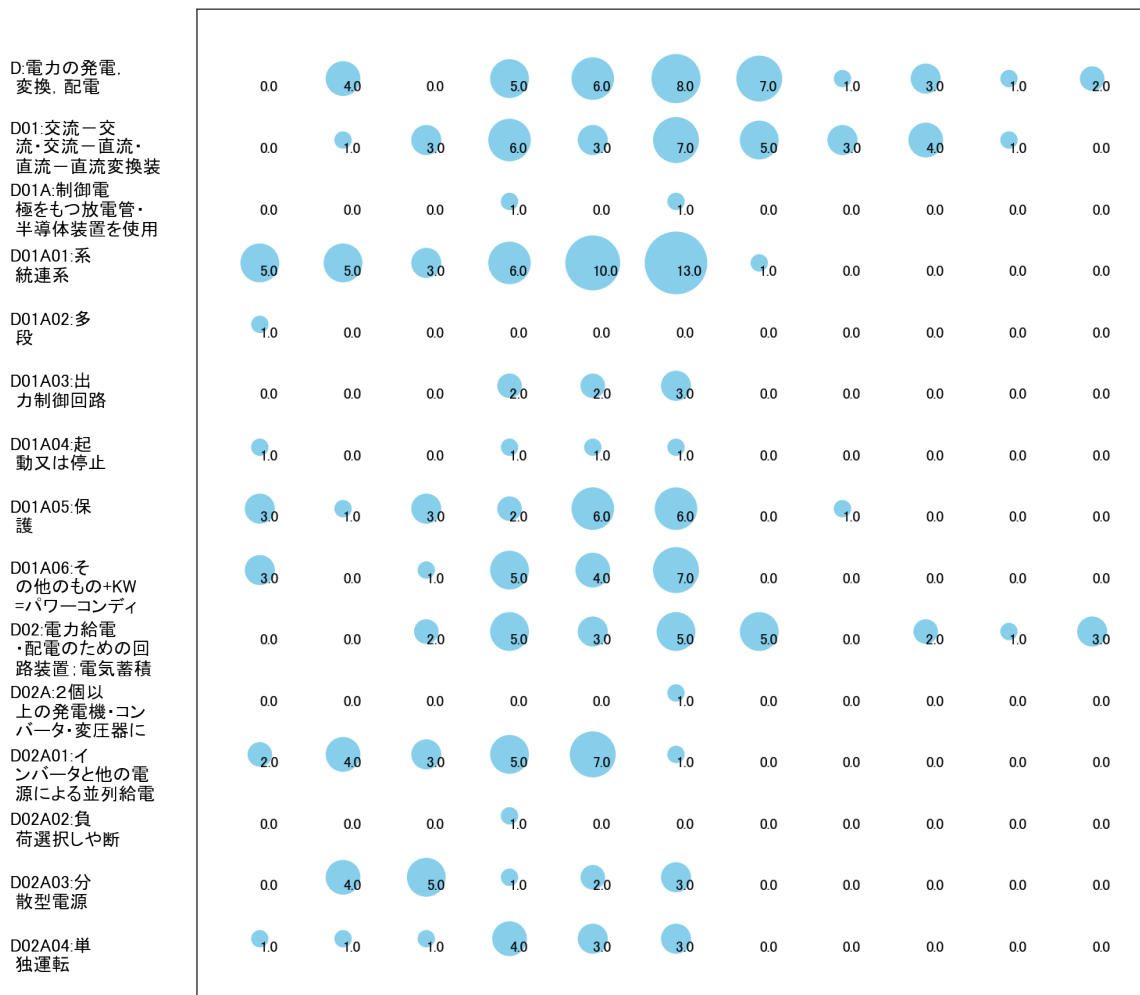 D:電力の発電,
変換, 配電
0.0 4.0 0.0 5.0 6.0 8.0 7.0 1.0 3.0 1.0 2.0
D01:交流－交
流・交流－直流・
直流－直流変換装
0.0 1.0 3.0 6.0 3.0 7.0 5.0 3.0 4.0 1.0 0.0
D01A:制御電
極をもつ放電管・
半導体装置を使用
0.0 0.0 0.0 1.0 0.0 1.0 0.0 0.0 0.0 0.0 0.0
D01A01:系
統連系
5.0 5.0 3.0 6.0 10.0 13.0 1.0 0.0 0.0 0.0 0.0
D01A02:多
段
1.0 0.0 0.0 0.0 0.0 0.0 0.0 0.0 0.0 0.0 0.0
D01A03:出
力制御回路
0.0 0.0 0.0 2.0 2.0 3.0 0.0 0.0 0.0 0.0 0.0
D01A04:起
動又は停止
1.0 0.0 0.0 1.0 1.0 1.0 0.0 0.0 0.0 0.0 0.0
D01A05:保
護
3.0 1.0 3.0 2.0 6.0 6.0 0.0 1.0 0.0 0.0 0.0
D01A06:そ
の他のもの+KW
=パワーコンディ
3.0 0.0 1.0 5.0 4.0 7.0 0.0 0.0 0.0 0.0 0.0
D02:電力給電
・配電のための回
路装置;電気蓄積
0.0 0.0 2.0 5.0 3.0 5.0 5.0 0.0 2.0 1.0 3.0
D02A:２個以
上の発電機・コン
バータ・変圧器に
0.0 0.0 0.0 0.0 0.0 1.0 0.0 0.0 0.0 0.0 0.0
D02A01:イ
ンバータと他の電
源による並列給電
2.0 4.0 3.0 5.0 7.0 1.0 0.0 0.0 0.0 0.0 0.0
D02A02:負
荷選択しや断
0.0 0.0 0.0 1.0 0.0 0.0 0.0 0.0 0.0 0.0 0.0
D02A03:分
散型電源
0.0 4.0 5.0 1.0 2.0 3.0 0.0 0.0 0.0 0.0 0.0
D02A04:単
独運転
1.0 1.0 1.0 4.0 3.0 3.0 0.0 0.0 0.0 0.0 0.0